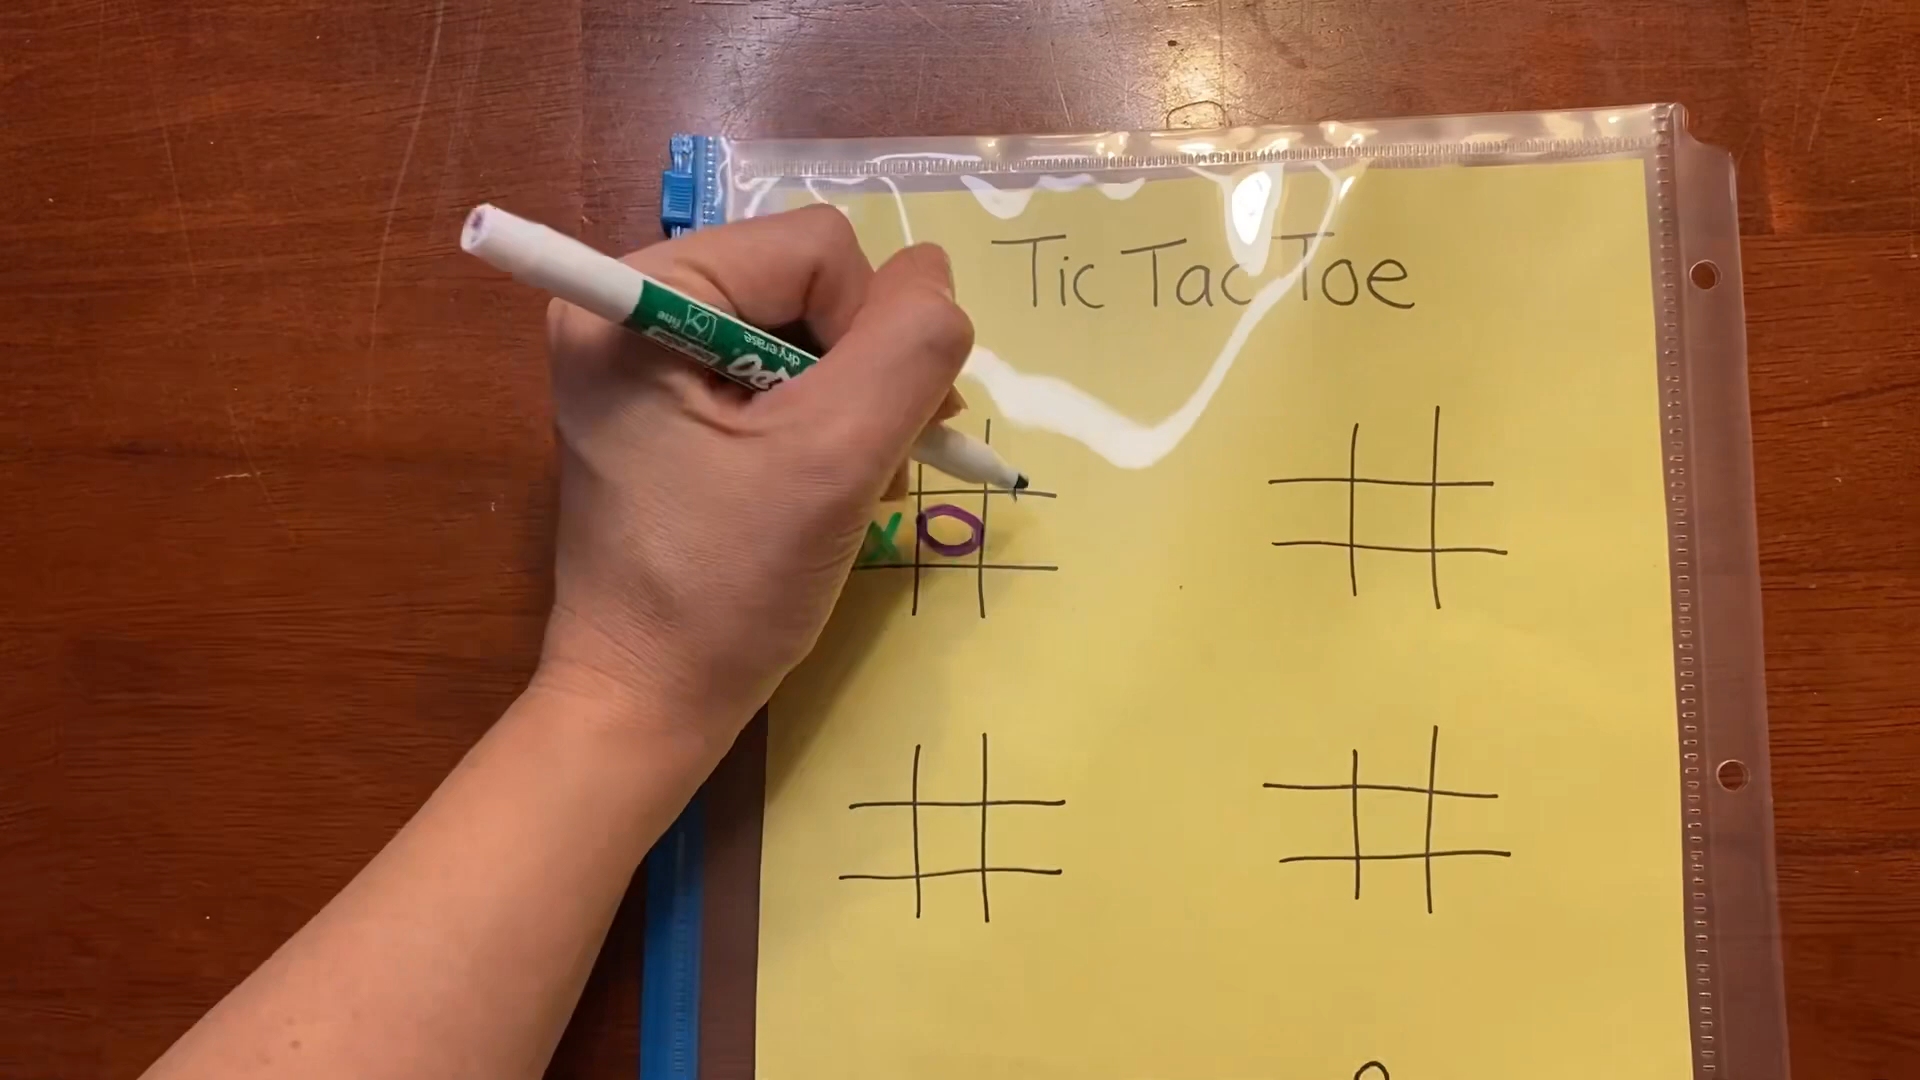 Tic Tac Toe
fine
dry erase
X O